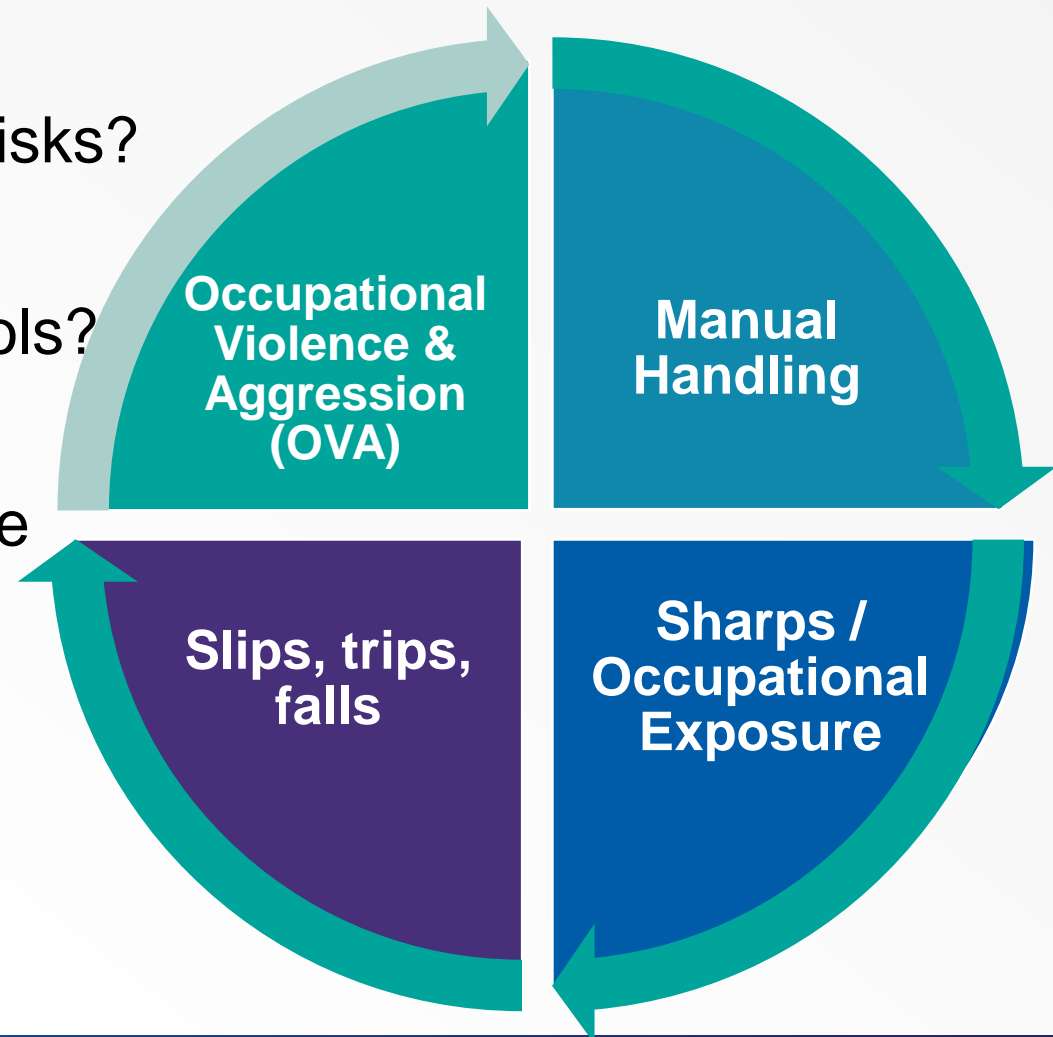 isks?
ols?
e
Occupational
Violence &
Aggression
(OVA)
Manual
Handling
Sharps /
Occupational
Exposure
Slips, trips,
falls